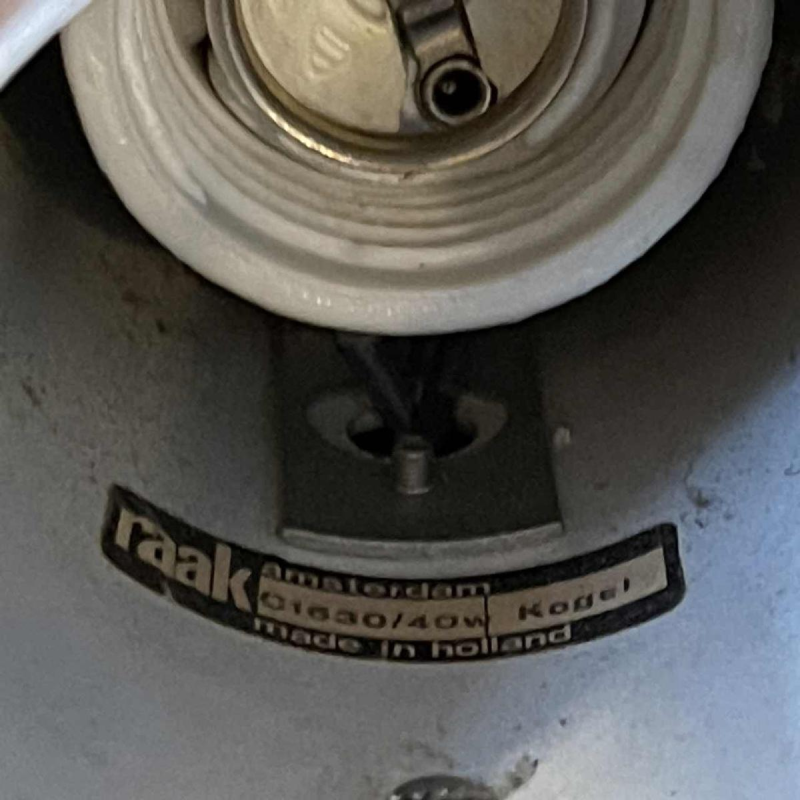 raak
amsterdam
C1630/40w Kogel
made in holland